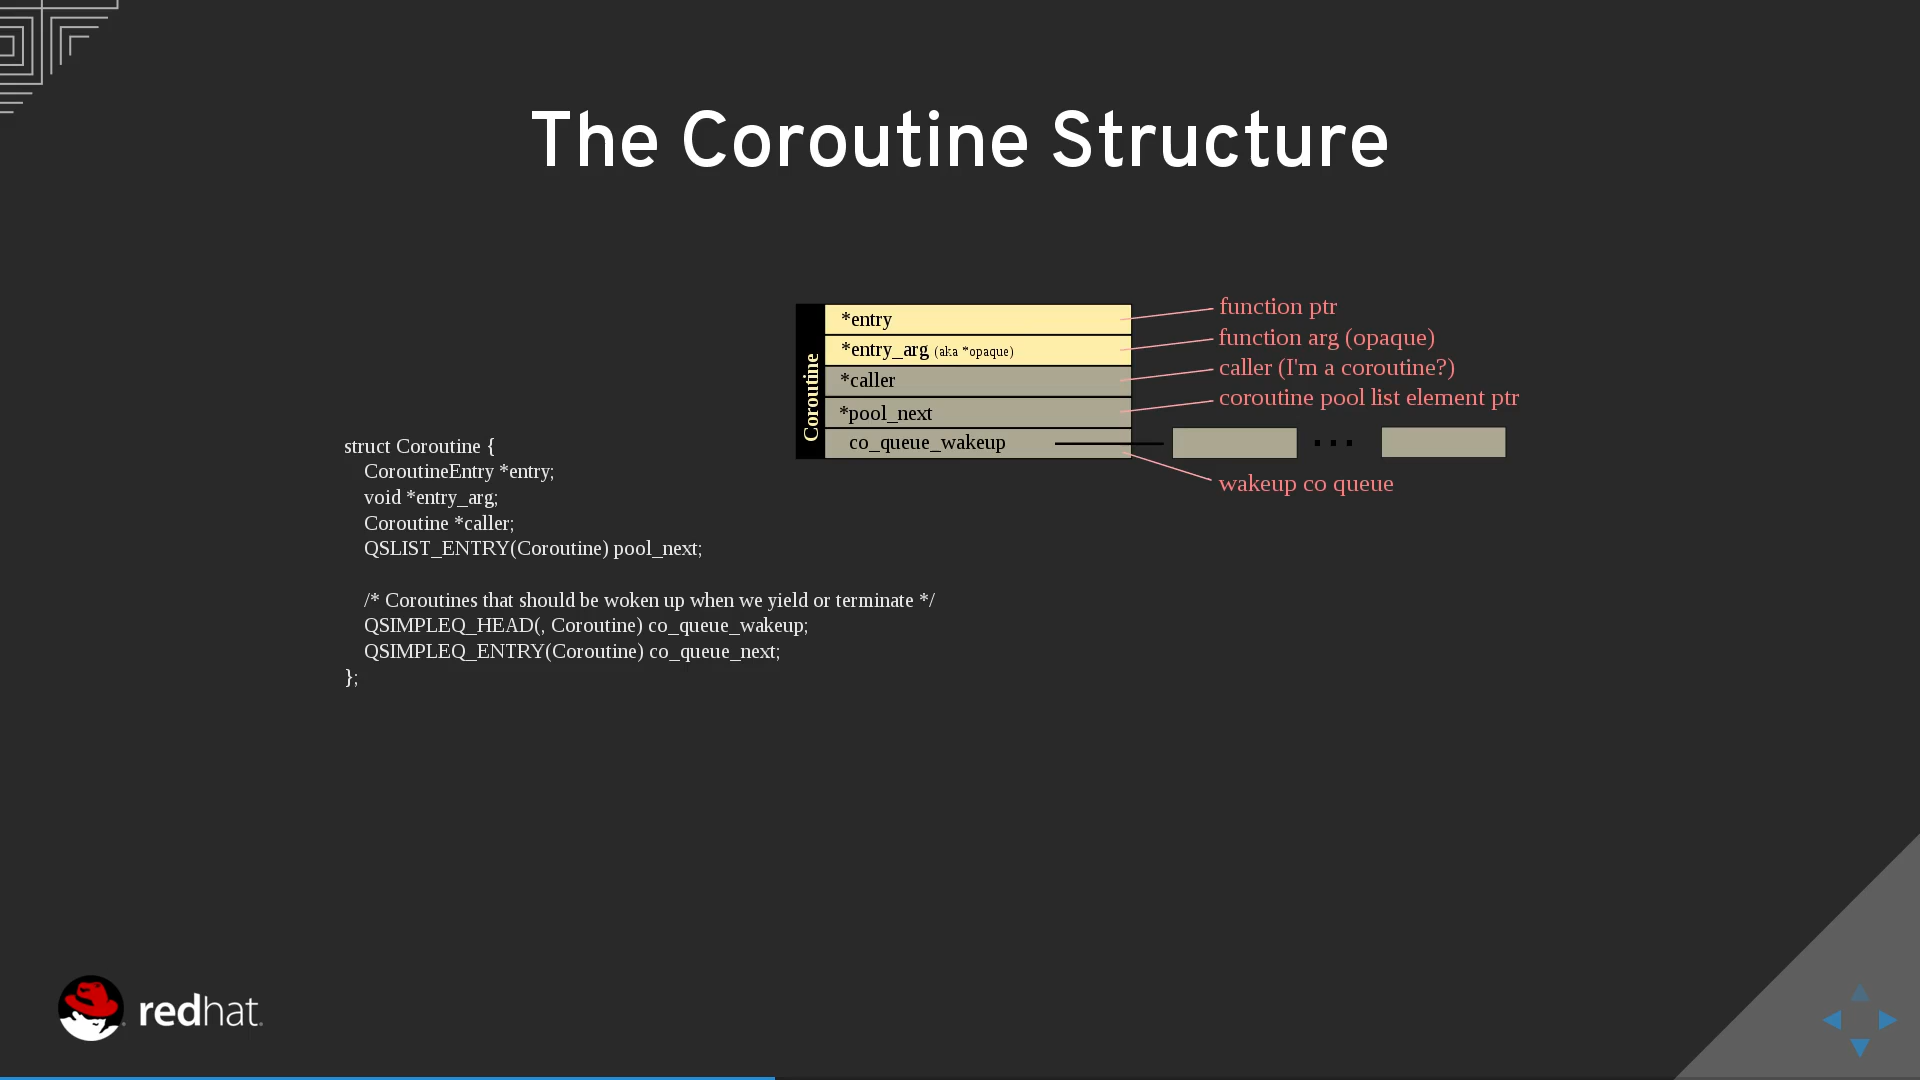 The Coroutine Structure
Coroutine
*entry
*entry_arg (aka *opaque)
*caller
*pool_next
co_queue_wakeup
function ptr
function arg (opaque)
caller (I'm a coroutine?)
coroutine pool list element ptr
...
wakeup co queue
struct Coroutine {
CoroutineEntry *entry;
void *entry_arg;
Coroutine *caller;
QSLIST_ENTRY(Coroutine) pool_next;
/* Coroutines that should be woken up when we yield or terminate */
QSIMPLEQ_HEAD(, Coroutine) co_queue_wakeup;
QSIMPLEQ_ENTRY(Coroutine) co_queue_next;
};
redhat.